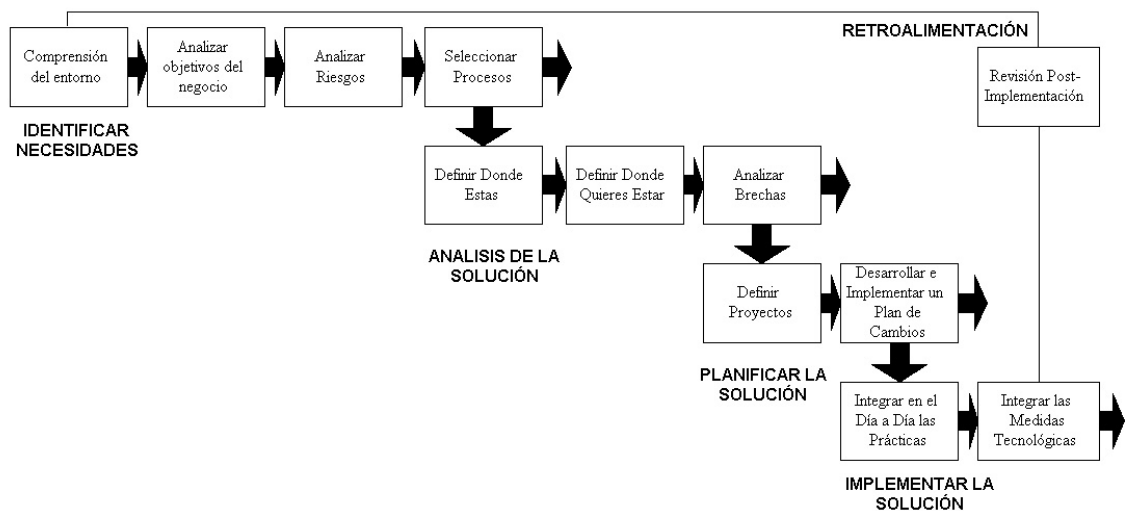 RETROALIMENTACIÓN
Comprensión
del entorno
Analizar
objetivos del
negocio
Analizar
Riesgos
Seleccionar
Procesos
Revisión Post-
Implementación
IDENTIFICAR
NECESIDADES
Definir Donde
Estas
Definir Donde
Quieres Estar
Analizar
Brechas
ANALISIS DE LA
SOLUCIÓN
Definir
Proyectos
Desarrollar e
Implementar un
Plan de
Cambios
PLANIFICAR LA
SOLUCIÓN
Integrar en el
Día a Día las
Prácticas
Integrar las
Medidas
Tecnológicas
IMPLEMENTAR LA
SOLUCIÓN